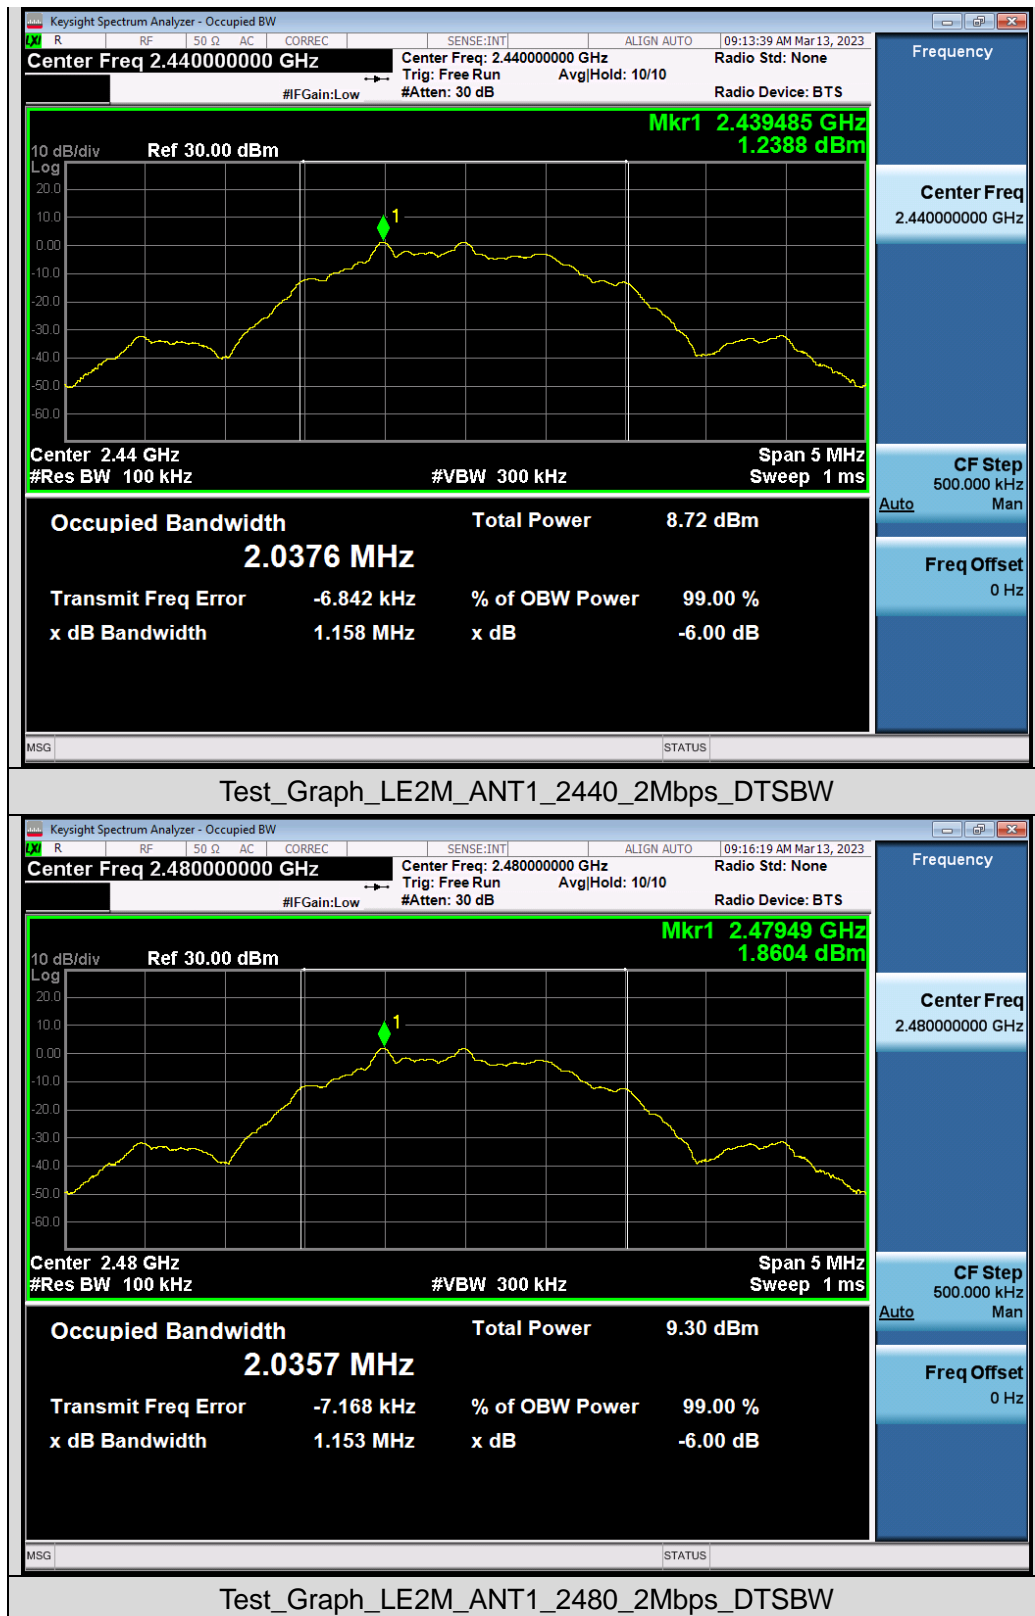 Keysight Spectrum Analyzer - Occupied BW
LXI R RF 50 Ω AC CORREC SENSE:INT ALIGN AUTO 09:13:39 AM Mar 13, 2023
Center Freq 2.440000000 GHz
Center Freq: 2.440000000 GHz Radio Std: None
Trig: Free Run Avg|Hold: 10/10
#IFGain:Low #Atten: 30 dB Radio Device: BTS
Frequency
Mkr1 2.439485 GHz
1.2388 dBm
10 dB/div Ref 30.00 dBm
Log
20.0
10.0
0.00
-10.0
-20.0
-30.0
-40.0
-50.0
-60.0
1
Center 2.44 GHz Span 5 MHz
#Res BW 100 kHz #VBW 300 kHz Sweep 1 ms
Center Freq
2.440000000 GHz
CF Step
500.000 kHz
Auto Man
Freq Offset
0 Hz
Occupied Bandwidth Total Power 8.72 dBm
2.0376 MHz
Transmit Freq Error -6.842 kHz % of OBW Power 99.00 %
x dB Bandwidth 1.158 MHz x dB -6.00 dB
MSG STATUS
Test_Graph_LE2M_ANT1_2440_2Mbps_DTSBW
Keysight Spectrum Analyzer - Occupied BW
LXI R RF 50 Ω AC CORREC SENSE:INT ALIGN AUTO 09:16:19 AM Mar 13, 2023
Center Freq 2.480000000 GHz
Center Freq: 2.480000000 GHz Radio Std: None
Trig: Free Run Avg|Hold: 10/10
#IFGain:Low #Atten: 30 dB Radio Device: BTS
Frequency
Mkr1 2.47949 GHz
1.8604 dBm
10 dB/div Ref 30.00 dBm
Log
20.0
10.0
0.00
-10.0
-20.0
-30.0
-40.0
-50.0
-60.0
1
Center 2.48 GHz Span 5 MHz
#Res BW 100 kHz #VBW 300 kHz Sweep 1 ms
Center Freq
2.480000000 GHz
CF Step
500.000 kHz
Auto Man
Freq Offset
0 Hz
Occupied Bandwidth Total Power 9.30 dBm
2.0357 MHz
Transmit Freq Error -7.168 kHz % of OBW Power 99.00 %
x dB Bandwidth 1.153 MHz x dB -6.00 dB
MSG STATUS
Test_Graph_LE2M_ANT1_2480_2Mbps_DTSBW